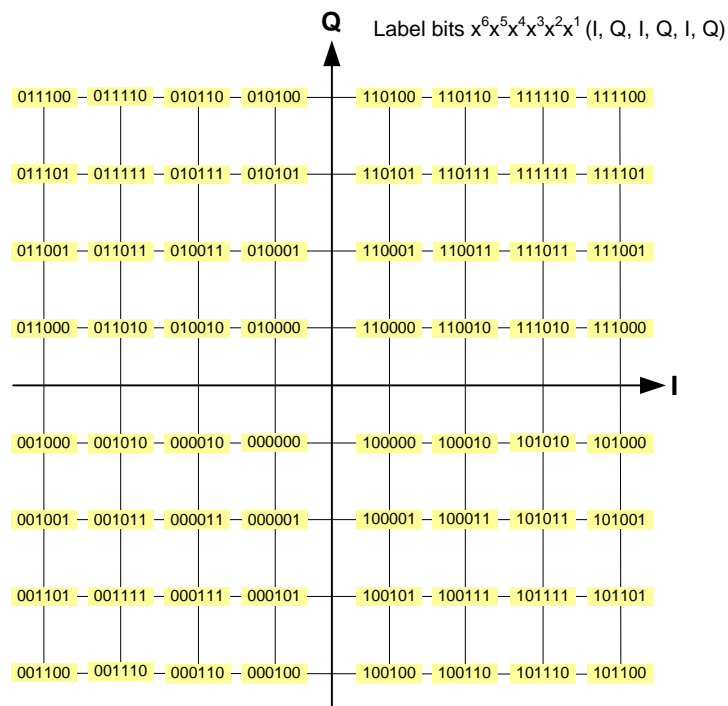 Q Label bits x⁶x⁵x⁴x³x²x¹ (I, Q, I, Q, I, Q)
011100 011110 010110 010100 110100 110110 111110 111100
011101 011111 010111 010101 110101 110111 111111 111101
011001 011011 010011 010001 110001 110011 111011 111001
011000 011010 010010 010000 110000 110010 111010 111000
I
001000 001010 000010 000000 100000 100010 101010 101000
001001 001011 000011 000001 100001 100011 101011 101001
001101 001111 000111 000101 100101 100111 101111 101101
001100 001110 000110 000100 100100 100110 101110 101100